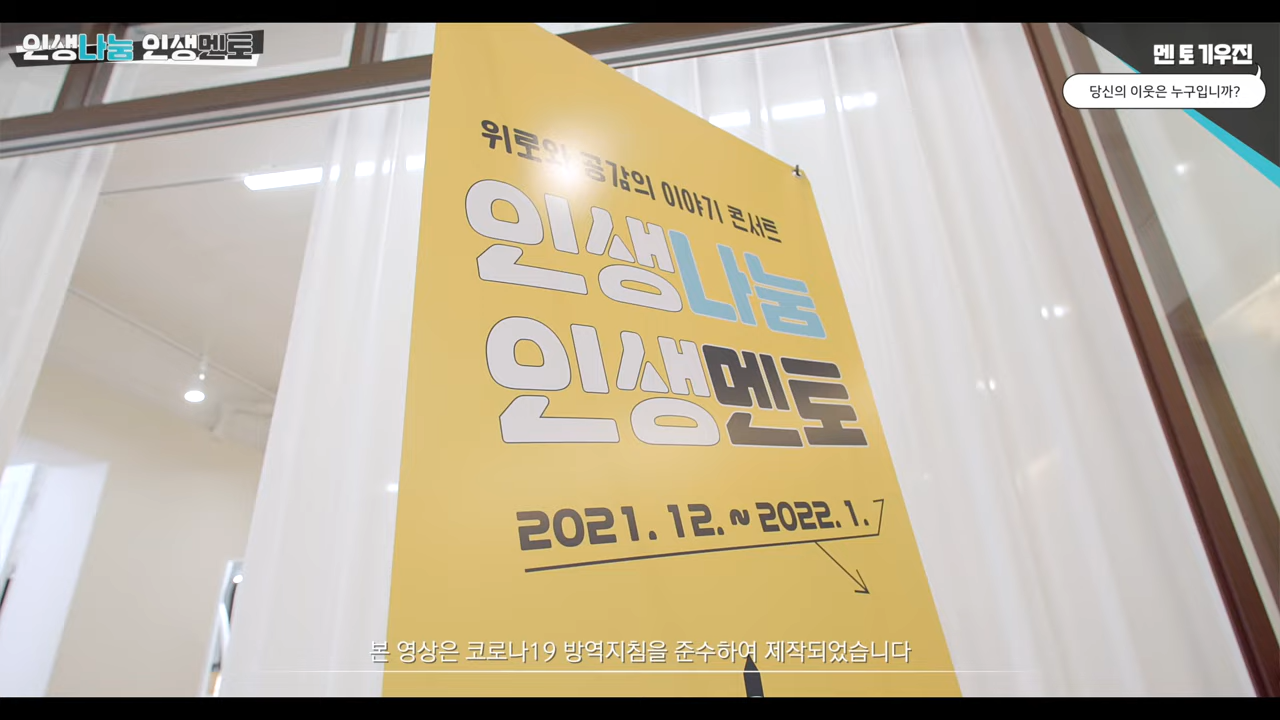 인생나눔 인생멘토
멘토 기우진
당신의 이웃은 누구입니까?
위로와 공감의 이야기 콘서트
인생나눔
인생멘토
2021. 12. ~ 2022. 1.
본 영상은 코로나19 방역지침을 준수하여 제작되었습니다